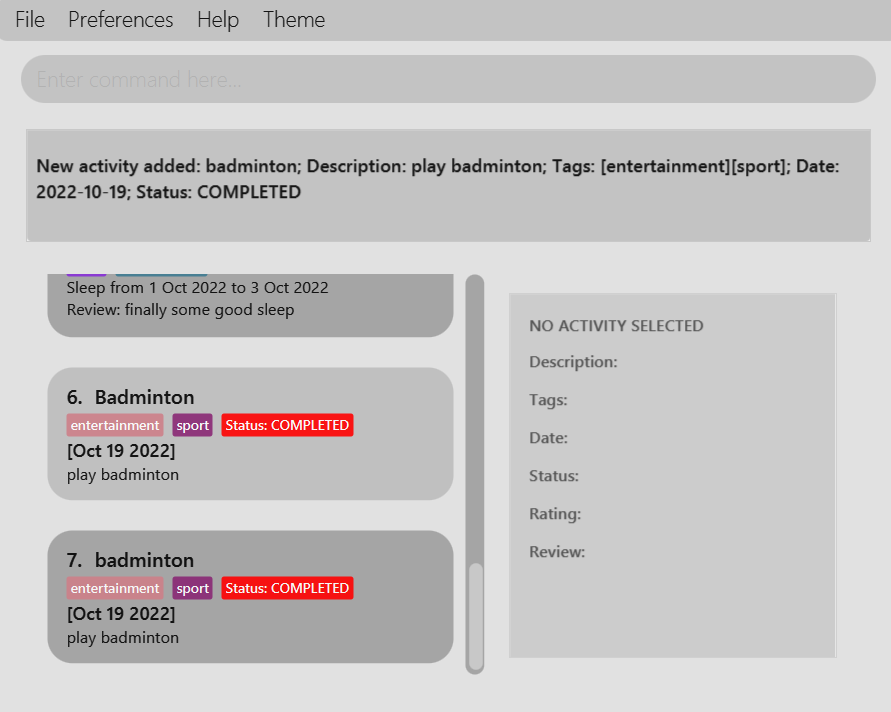 File Preferences Help Theme
Enter command here...
New activity added: badminton; Description: play badminton; Tags: [entertainment][sport]; Date:
2022-10-19; Status: COMPLETED
Sleep from 1 Oct 2022 to 3 Oct 2022
Review: finally some good sleep
6. Badminton
entertainment sport Status: COMPLETED
[Oct 19 2022]
play badminton
7. badminton
entertainment sport Status: COMPLETED
[Oct 19 2022]
play badminton
NO ACTIVITY SELECTED
Description:
Tags:
Date:
Status:
Rating:
Review: